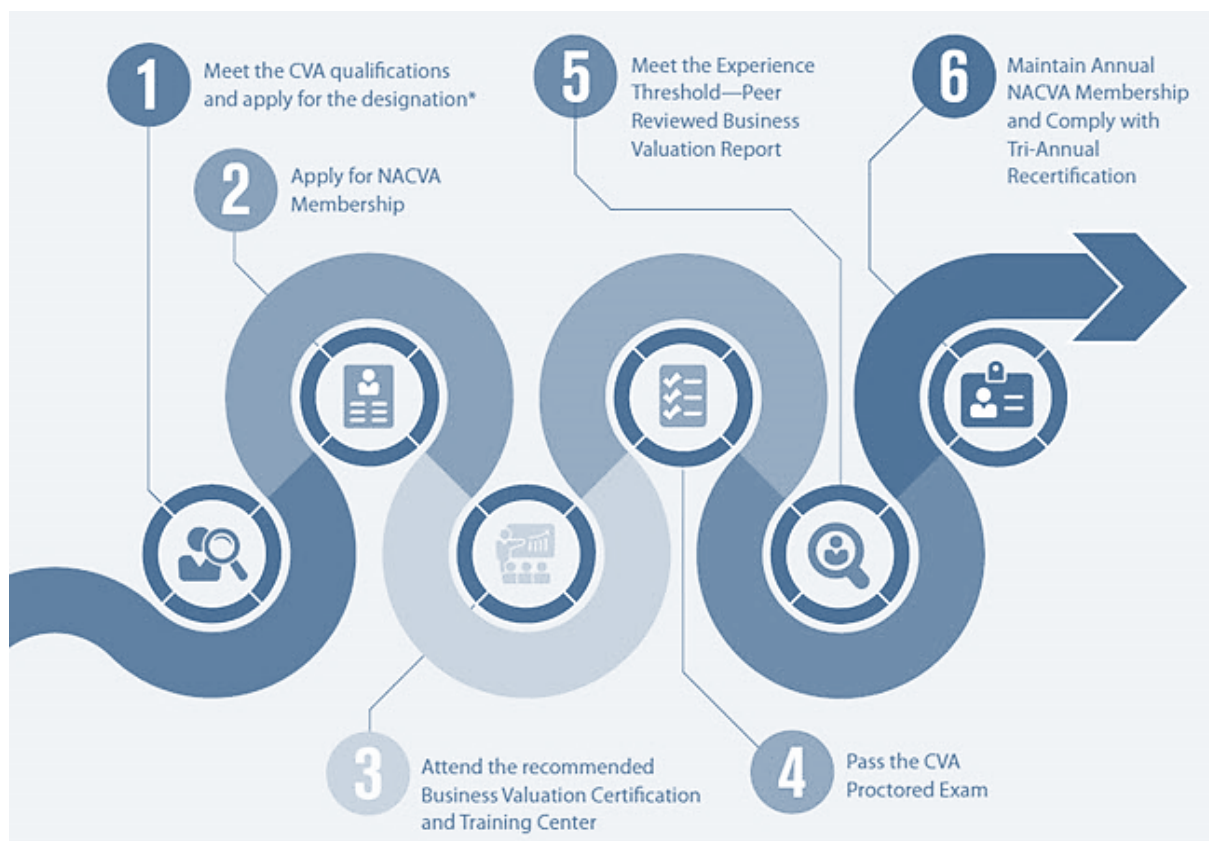 1
Meet the CVA qualifications
and apply for the designation*
2
Apply for NACVA
Membership
3
Attend the recommended
Business Valuation Certification
and Training Center
4
Pass the CVA
Proctored Exam
5
Meet the Experience
Threshold—Peer
Reviewed Business
Valuation Report
6
Maintain Annual
NACVA Membership
and Comply with
Tri-Annual
Recertification